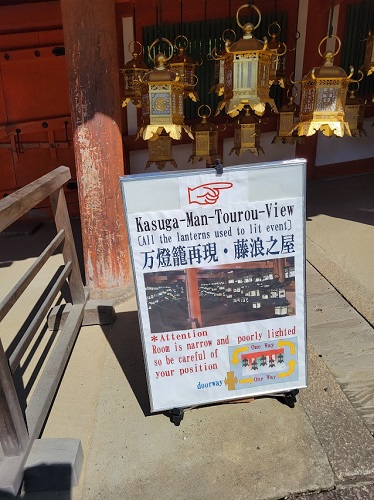 Kasuga-Man-Tourou-View
[All the lanterns used to lit event]
万燈籠再現・藤浪之屋
*Attention
Room is narrow and poorly lighted
so be careful of
your position
One Way
doorway
One Way